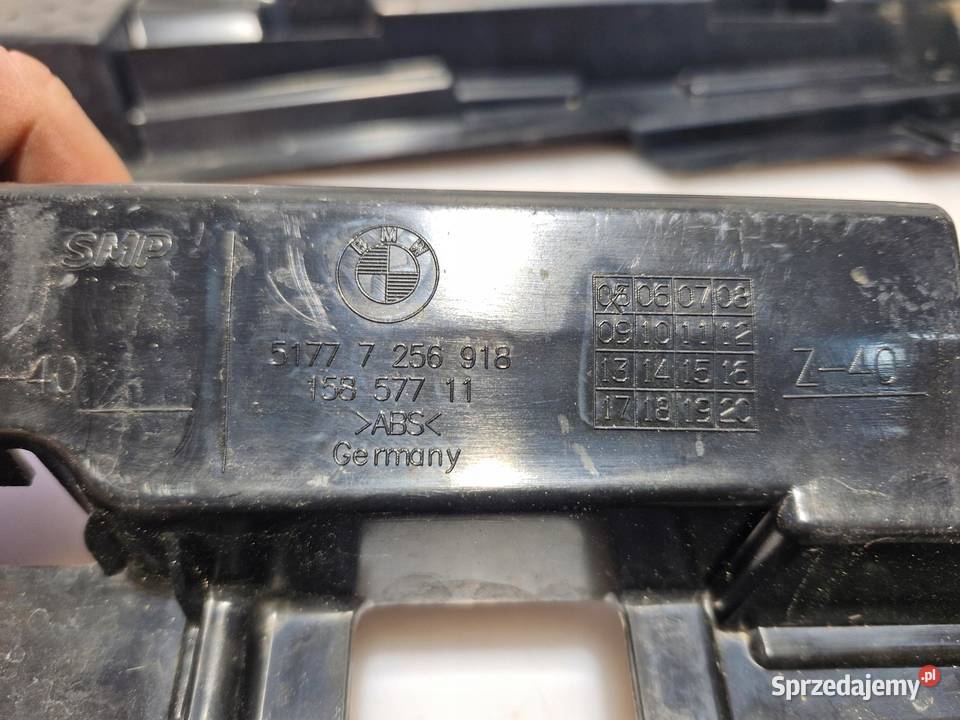 SMP
BMW
51777 7 256 918
158 577 11
>ABS<
Germany
05 06 07 08
09 10 11 12
13 14 15 16
17 18 19 20
Z-40
-40
Sprzedajemy.pl